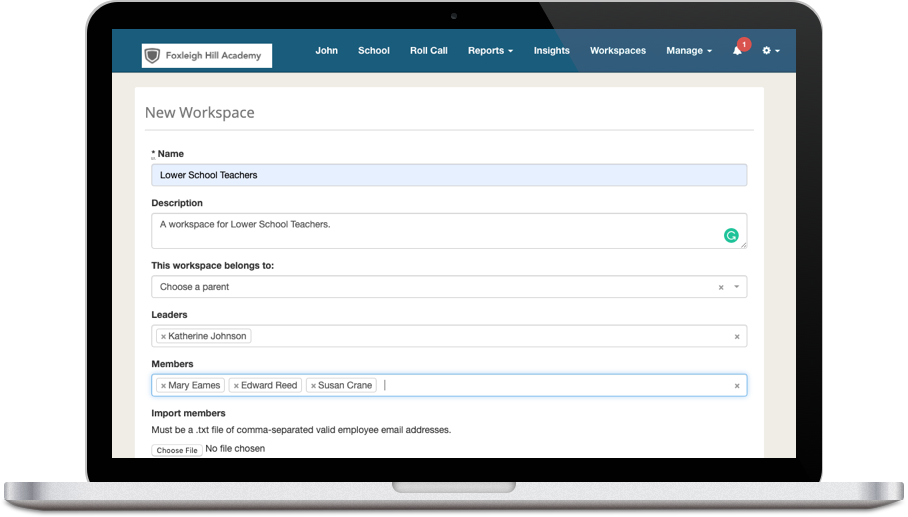 Foxleigh Hill Academy John School Roll Call Reports Insights Workspaces Manage 1
New Workspace
* Name
Lower School Teachers
Description
A workspace for Lower School Teachers.
This workspace belongs to:
Choose a parent ×
Leaders
× Katherine Johnson ×
Members
× Mary Eames × Edward Reed × Susan Crane ×
Import members
Must be a .txt file of comma-separated valid employee email addresses.
Choose File No file chosen